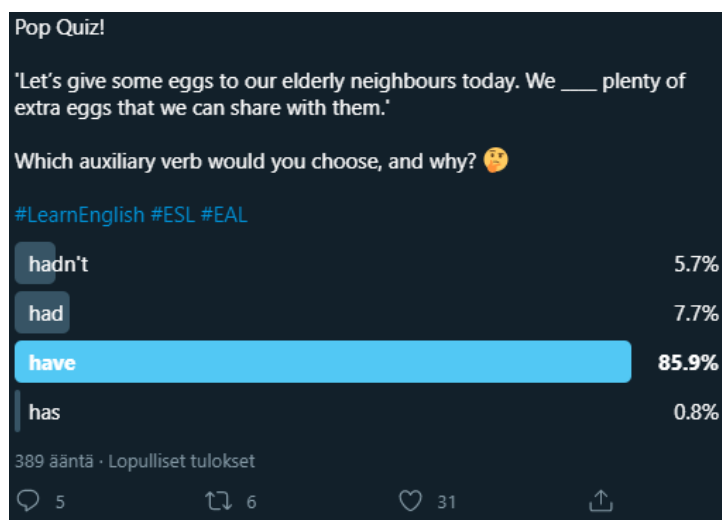 Pop Quiz!
'Let's give some eggs to our elderly neighbours today. We ___ plenty of
extra eggs that we can share with them.'
Which auxiliary verb would you choose, and why? 🤔
#LearnEnglish #ESL #EAL
hadn't 5.7%
had 7.7%
have 85.9%
has 0.8%
389 ääntä · Lopulliset tulokset
5 6 31